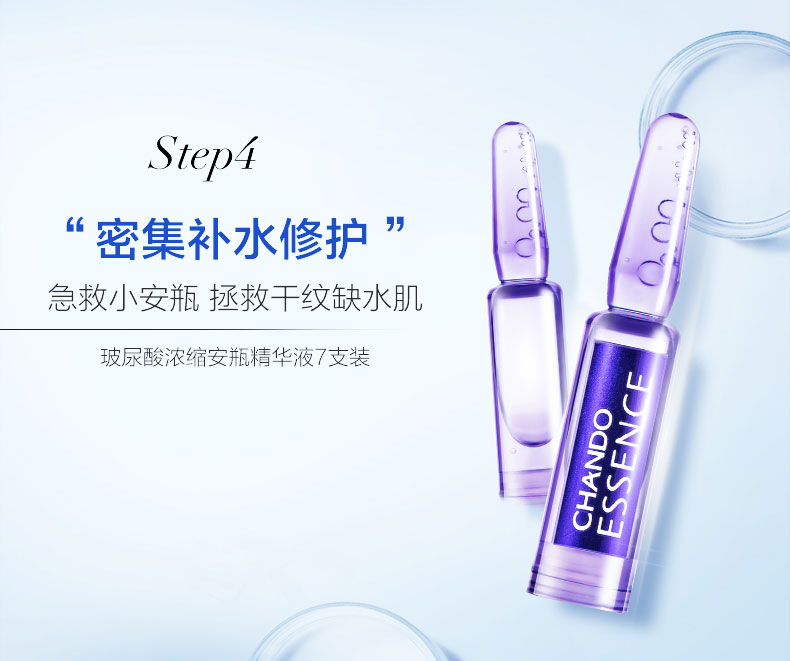 Step4
“ 密集补水修护 ”
急救小安瓶 拯救干纹缺水肌
玻尿酸浓缩安瓶精华液7支装
CHANDO
ESSENCE